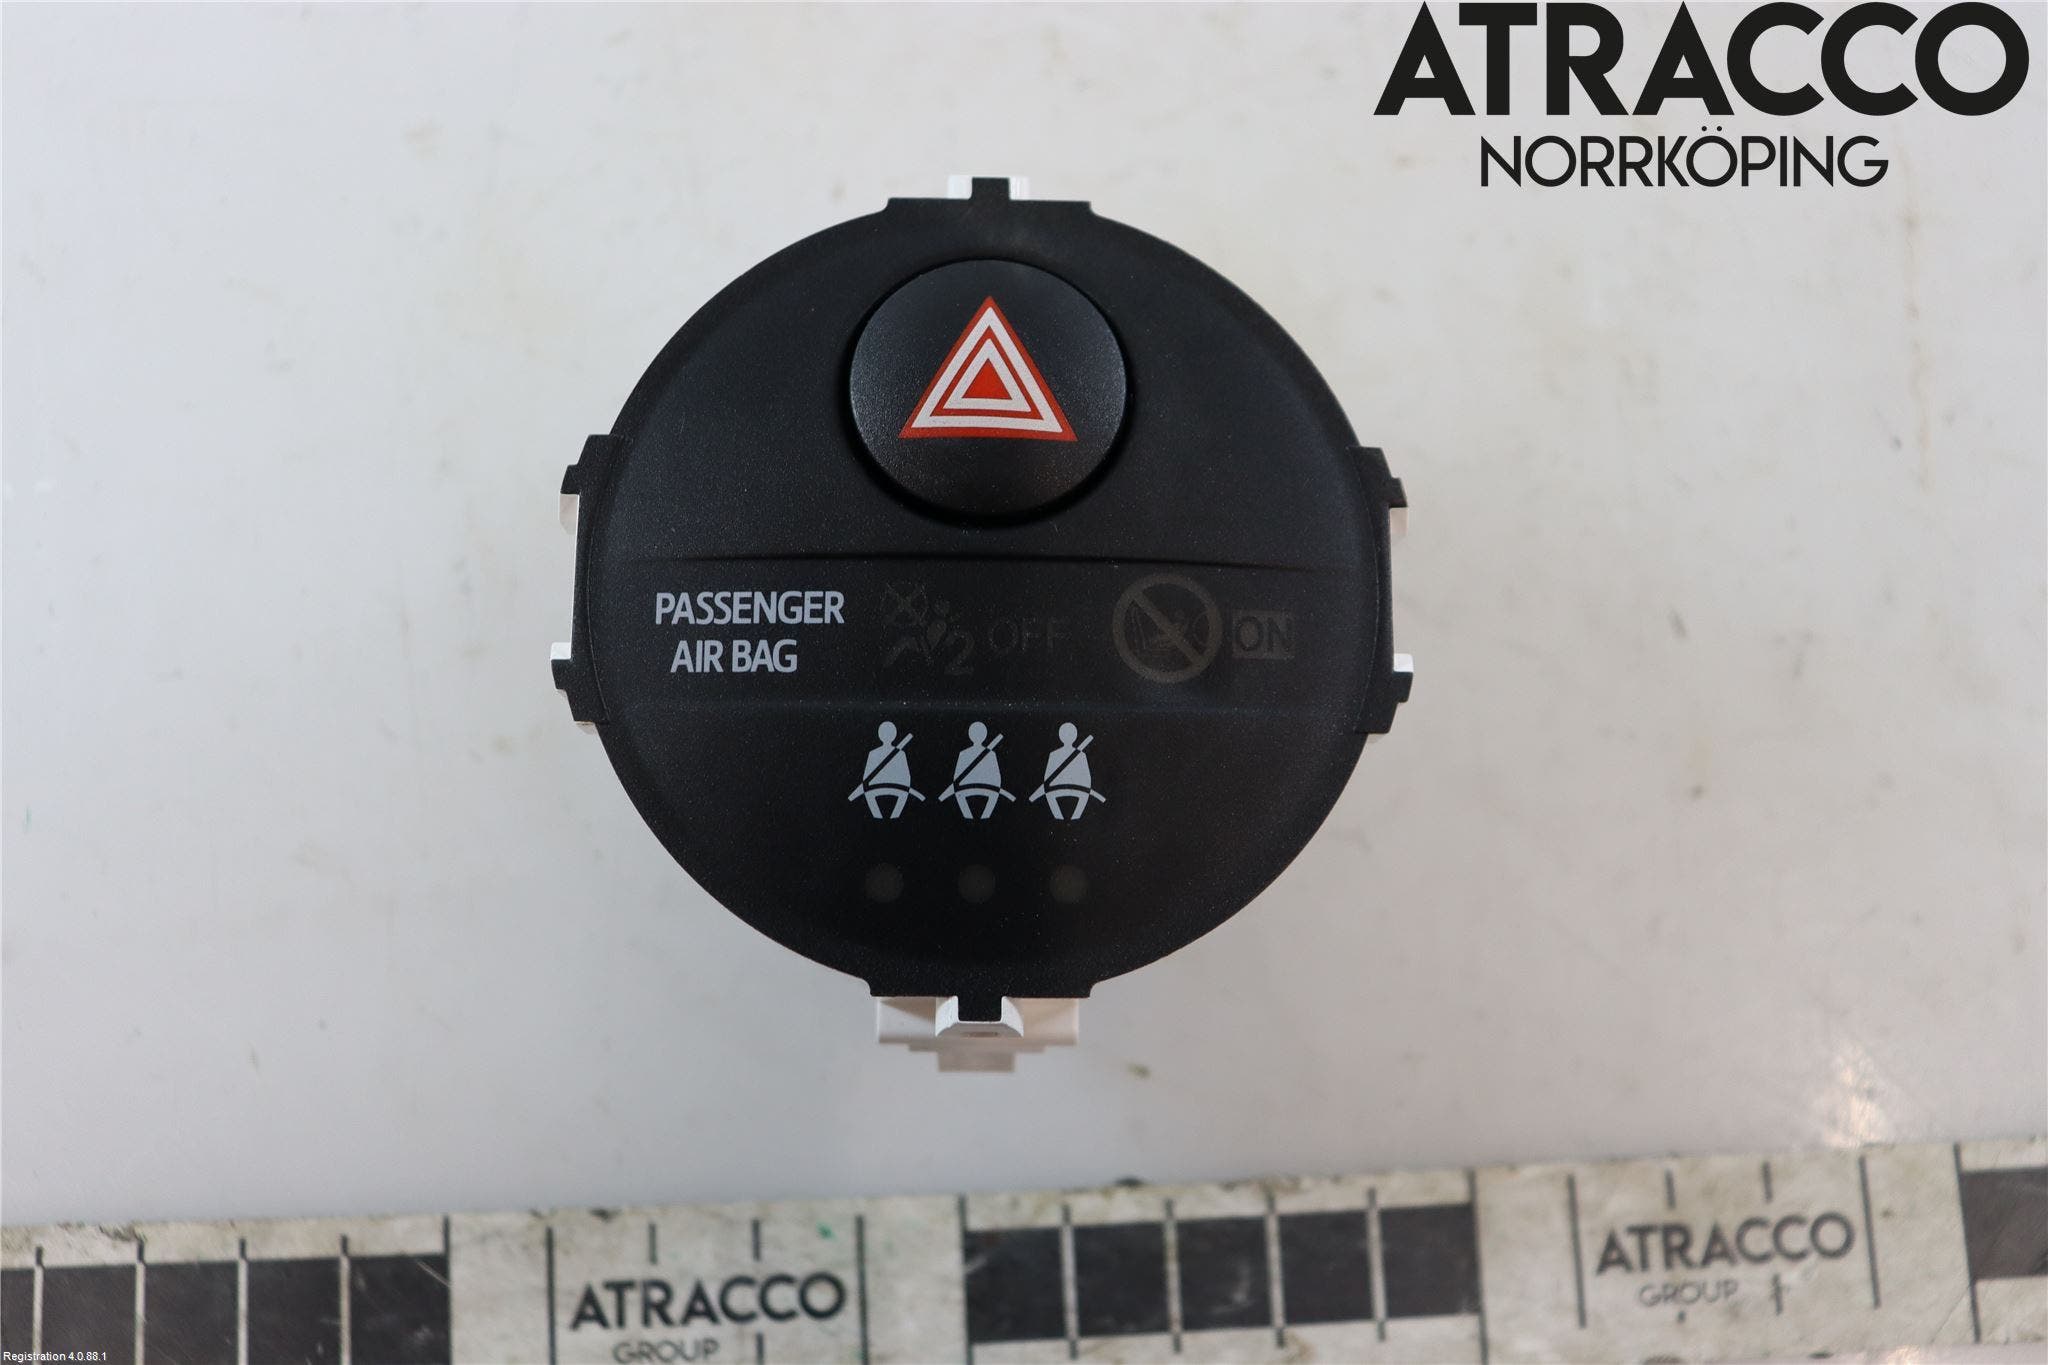 ATRACCO
NORRKÖPING
PASSENGER
AIR BAG
2 OFF
ON
ATRACCO
GROUP
ATRACCO
GROUP
Registration 4.0.88.1